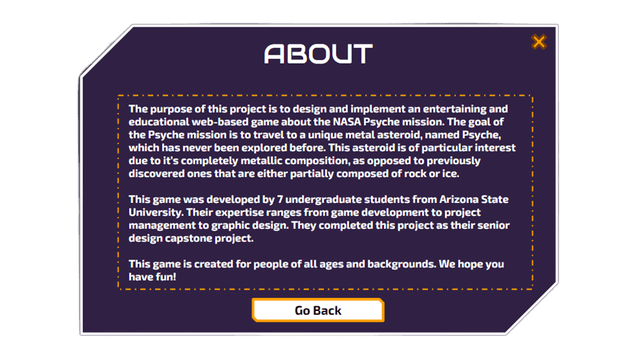 ABOUT
The purpose of this project is to design and implement an entertaining and
educational web-based game about the NASA Psyche mission. The goal of
the Psyche mission is to travel to a unique metal asteroid, named Psyche,
which has never been explored before. This asteroid is of particular interest
due to it's completely metallic composition, as opposed to previously
discovered ones that are either partially composed of rock or ice.
This game was developed by 7 undergraduate students from Arizona State
University. Their expertise ranges from game development to project
management to graphic design. They completed this project as their senior
design capstone project.
This game is created for people of all ages and backgrounds. We hope you
have fun!
Go Back